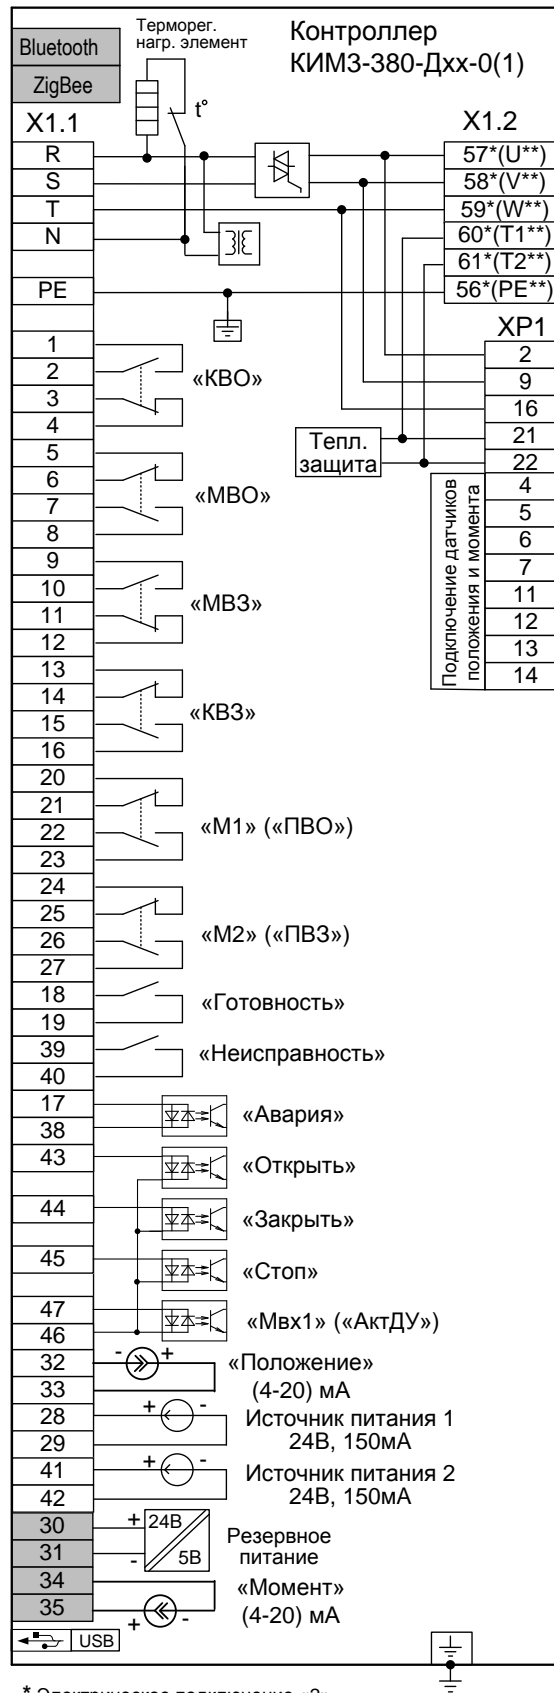 Bluetooth
ZigBee
Терморег.
нагр. элемент
Контроллер
КИМ3-380-Дхх-0(1)
t°
X1.1
R
S
T
N
PE
X1.2
57*(U**)
58*(V**)
59*(W**)
60*(T1**)
61*(T2**)
56*(PE**)
XP1
2
9
16
21
22
4
5
6
7
11
12
13
14
Тепл.
защита
Подключение датчиков
положения и момента
1
2
3
4
«КВО»
5
6
7
8
«МВО»
9
10
11
12
«МВЗ»
13
14
15
16
«КВЗ»
20
21
22
23
«М1» («ПВО»)
24
25
26
27
«М2» («ПВЗ»)
18
19
«Готовность»
39
40
«Неисправность»
17
38
«Авария»
43
«Открыть»
44
«Закрыть»
45
«Стоп»
47
46
«Мвх1» («АктДУ»)
32
33
- +
«Положение»
(4-20) мА
28
29
+ -
Источник питания 1
24В, 150мА
41
42
+ -
Источник питания 2
24В, 150мА
30
31
+
-
24В
5В
Резервное
питание
34
35
+ -
«Момент»
(4-20) мА
USB